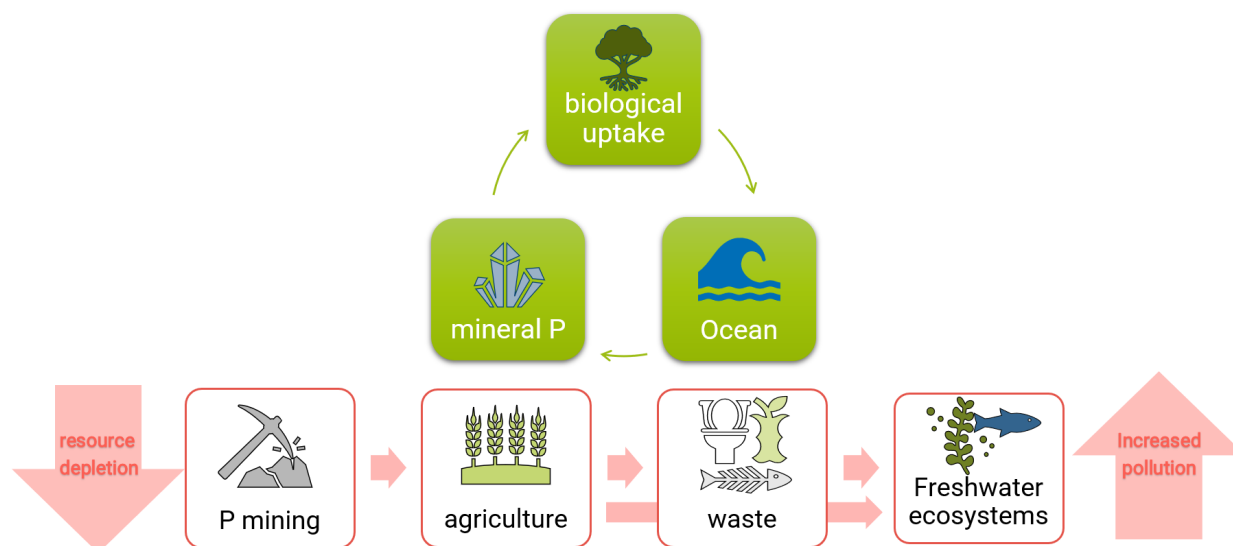 biological
uptake
mineral P
Ocean
resource
depletion
P mining
agriculture
waste
Freshwater
ecosystems
Increased
pollution